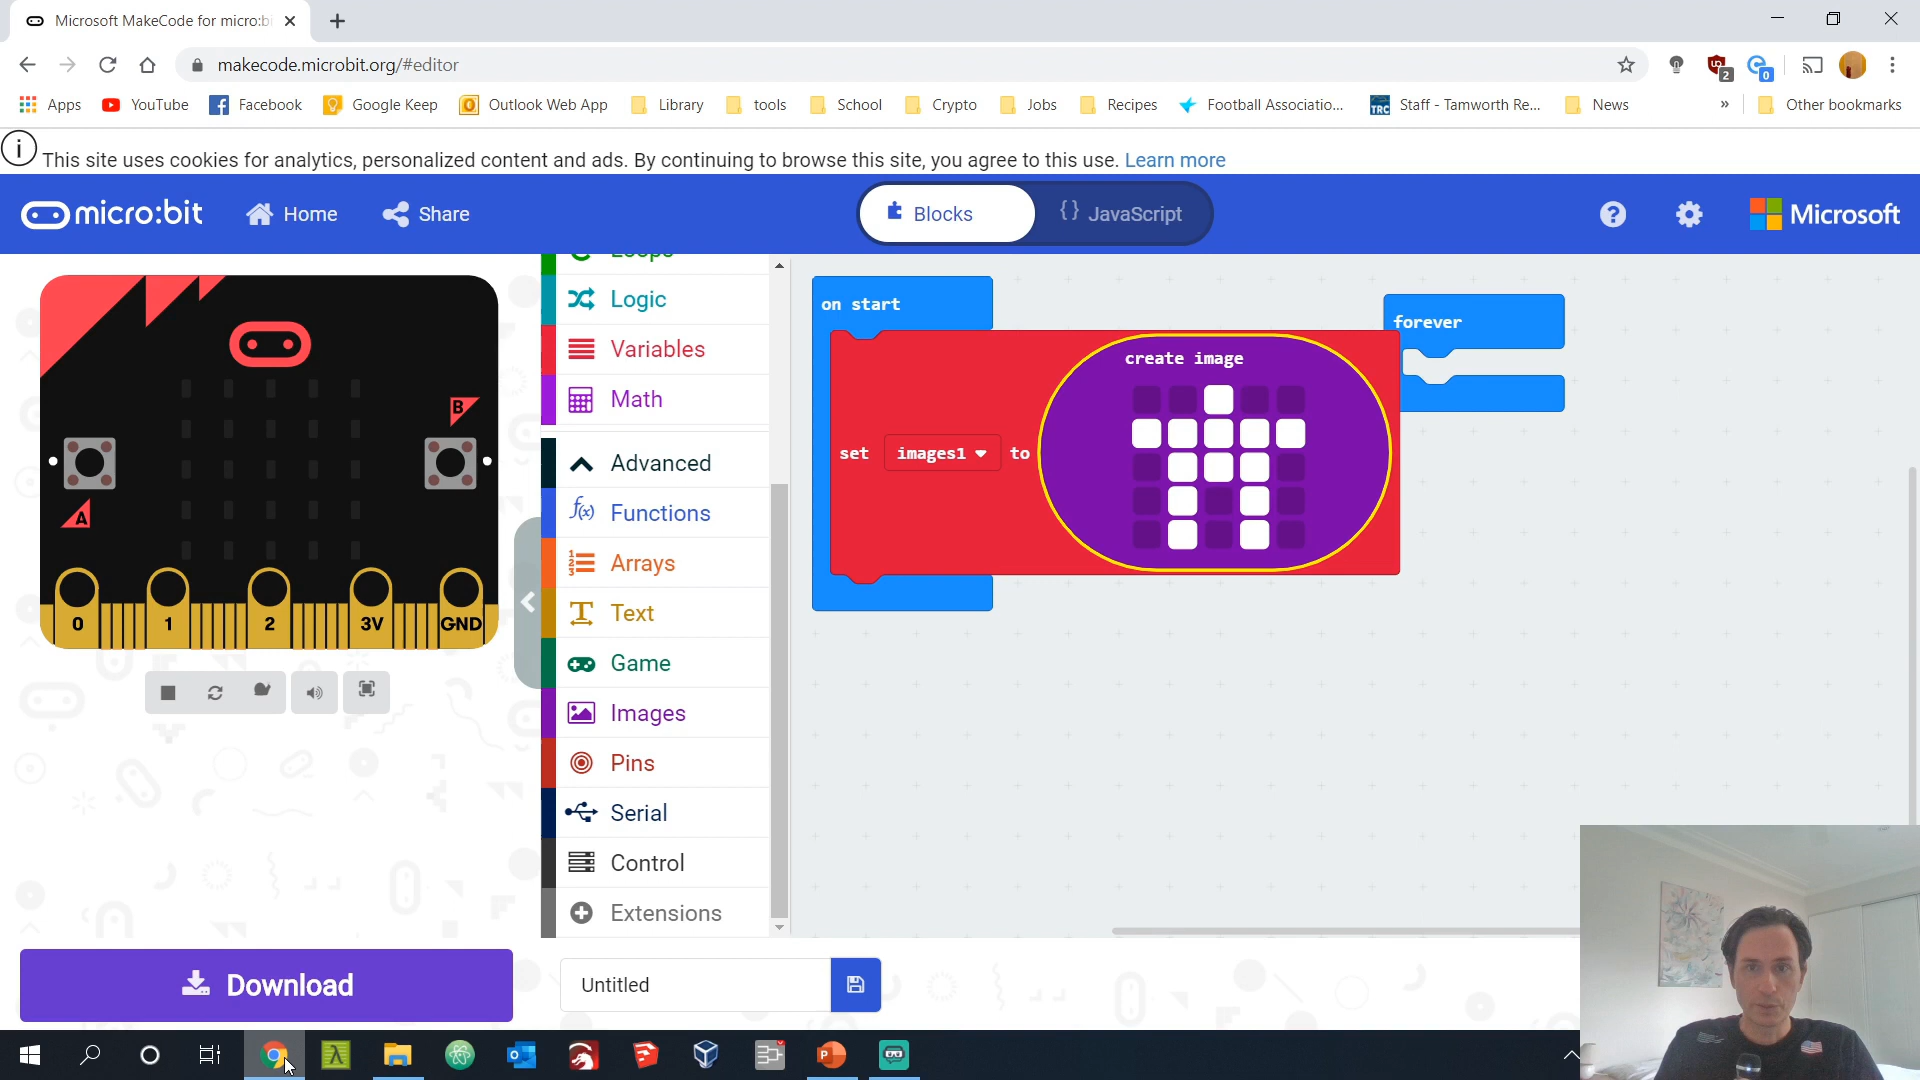 Microsoft MakeCode for micro:bi
makecode.microbit.org/#editor
2
0
Apps
YouTube
Facebook
Google Keep
Outlook Web App
Library
tools
School
Crypto
Jobs
Recipes
Football Associatio...
TRC
Staff - Tamworth Re...
News
»
Other bookmarks
This site uses cookies for analytics, personalized content and ads. By continuing to browse this site, you agree to this use. Learn more
micro:bit
Home
Share
Blocks
{} JavaScript
?
Microsoft
Loops
Logic
Variables
Math
Advanced
Functions
Arrays
Text
Game
Images
Pins
Serial
Control
Extensions
B
A
0
1
2
3V
GND
on start
set
images1
to
create image
forever
Download
Untitled